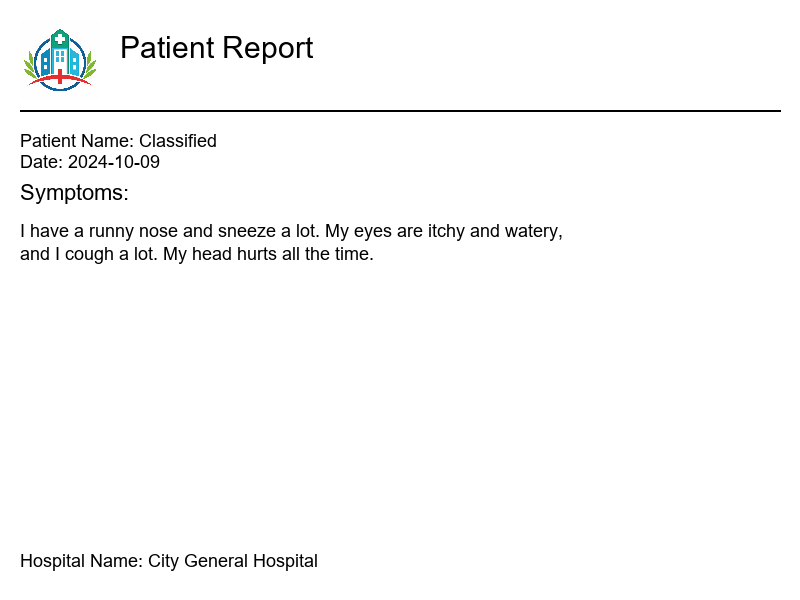 Patient Report
Patient Name: Classified
Date: 2024-10-09
Symptoms:
I have a runny nose and sneeze a lot. My eyes are itchy and watery,
and I cough a lot. My head hurts all the time.
Hospital Name: City General Hospital